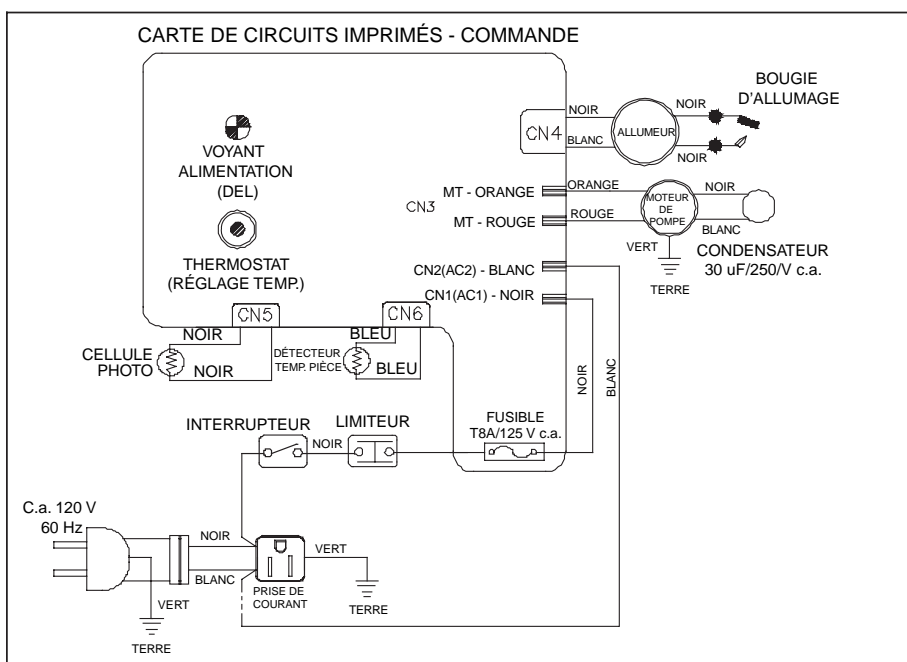 CARTE DE CIRCUITS IMPRIMÉS - COMMANDE
VOYANT
ALIMENTATION
(DEL)
THERMOSTAT
(RÉGLAGE TEMP.)
CN4
NOIR
BLANC
ALLUMEUR
NOIR
NOIR
BOUGIE
D'ALLUMAGE
CN3
MT - ORANGE
ORANGE
MT - ROUGE
ROUGE
MOTEUR
DE
POMPE
NOIR
BLANC
CONDENSATEUR
30 uF/250/V c.a.
VERT
TERRE
CN2(AC2) - BLANC
CN1(AC1) - NOIR
CN5
NOIR
NOIR
CELLULE
PHOTO
CN6
BLEU
BLEU
DÉTECTEUR
TEMP. PIÈCE
NOIR
BLANC
INTERRUPTEUR
NOIR
LIMITEUR
FUSIBLE
T8A/125 V c.a.
C.a. 120 V
60 Hz
NOIR
BLANC
VERT
TERRE
PRISE DE
COURANT
VERT
TERRE